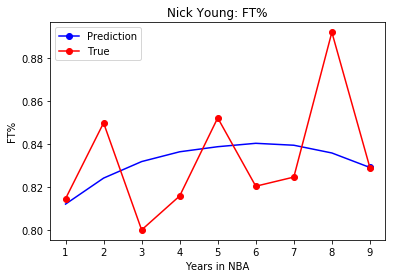 Nick Young: FT%
Prediction
True
FT%
0.88
0.86
0.84
0.82
0.80
1 2 3 4 5 6 7 8 9
Years in NBA